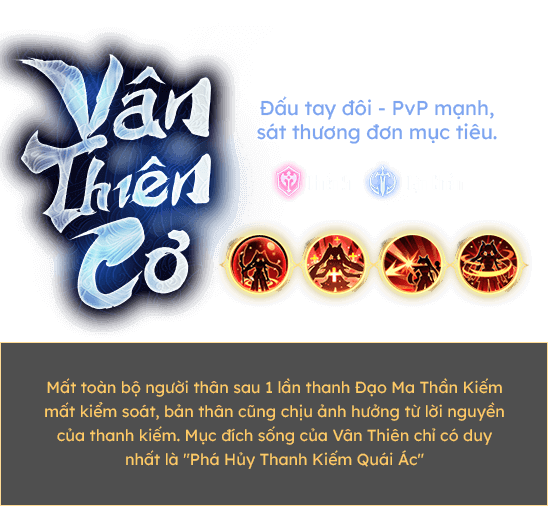 Vân
Thiên
Cơ
Đấu tay đôi - PvP mạnh,
sát thương đơn mục tiêu.
Mất toàn bộ người thân sau 1 lần thanh Đạo Ma Thần Kiếm
mất kiểm soát, bản thân cũng chịu ảnh hưởng từ lời nguyền
của thanh kiếm. Mục đích sống của Vân Thiên chỉ có duy
nhất là "Phá Hủy Thanh Kiếm Quái Ác"